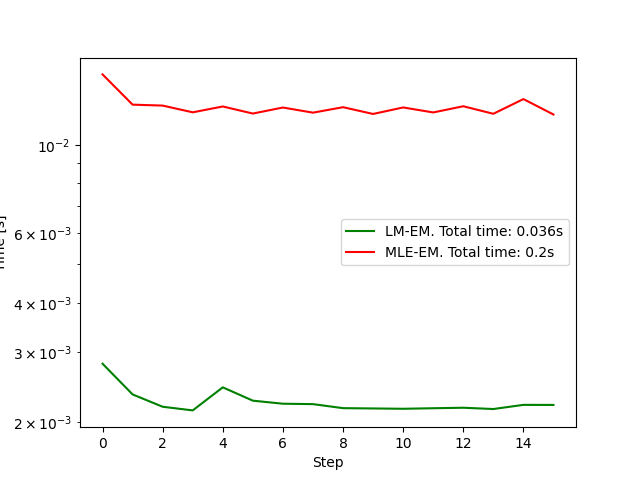 10⁻²
6 × 10⁻³
4 × 10⁻³
3 × 10⁻³
2 × 10⁻³
Time [s]
LM-EM. Total time: 0.036s
MLE-EM. Total time: 0.2s
0 2 4 6 8 10 12 14
Step